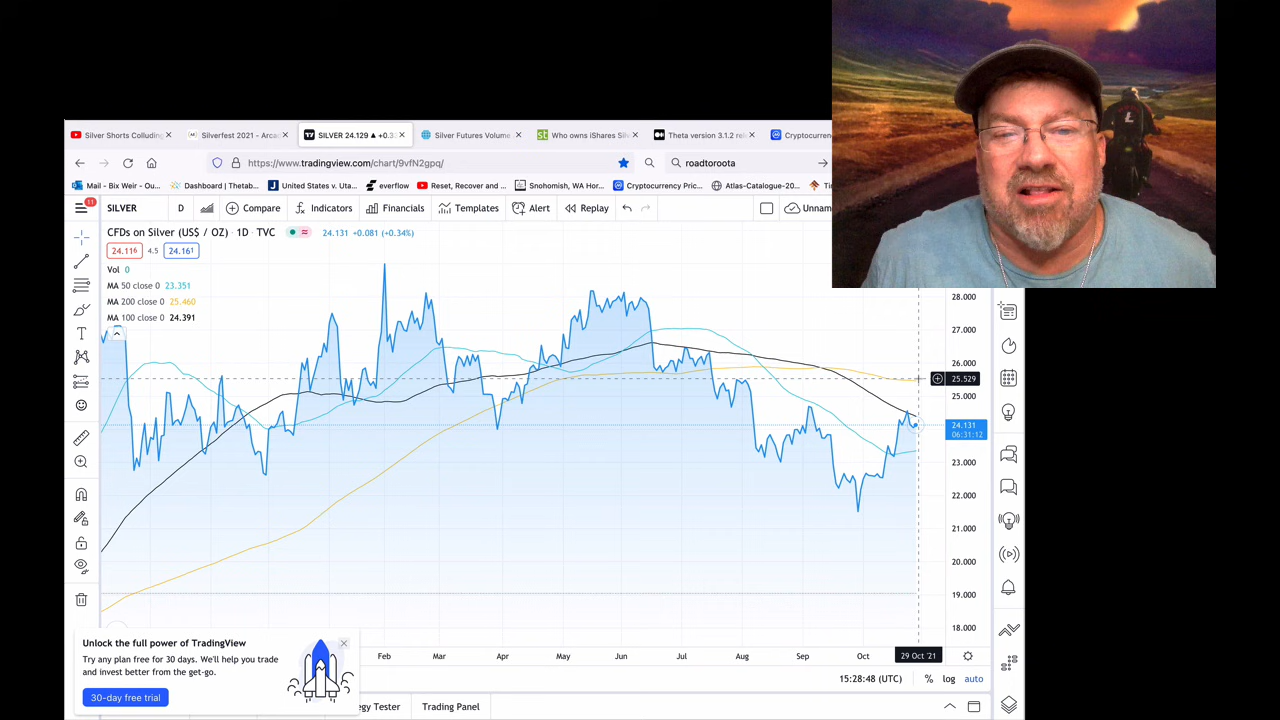 Silver Shorts Colluding
Silverfest 2021 - Arca
SILVER 24.129 ▲ +0.3
Silver Futures Volume
Who owns iShares Silv
Theta version 3.1.2 rel
Cryptocurren
https://www.tradingview.com/chart/9vfN2gpq/
roadtoroota
Mail - Bix Weir - Ou...
Dashboard | Thetab...
United States v. Uta...
everflow
Reset, Recover and ...
Snohomish, WA Hor...
Cryptocurrency Pric...
Atlas-Catalogue-20...
Tin
11
SILVER
D
Compare
Indicators
Financials
Templates
Alert
Replay
Unnam
CFDs on Silver (US$ / OZ) · 1D · TVC
24.131 +0.081 (+0.34%)
24.116
4.5
24.161
Vol 0
MA 50 close 0 23.351
MA 200 close 0 25.460
MA 100 close 0 24.391
28.000
27.000
26.000
25.529
25.000
24.131
06:31:12
23.000
22.000
21.000
20.000
19.000
18.000
Feb
Mar
Apr
May
Jun
Jul
Aug
Sep
Oct
29 Oct '21
Unlock the full power of TradingView
Try any plan free for 30 days. We'll help you trade
and invest better from the get-go.
30-day free trial
15:28:48 (UTC)
%
log
auto
gy Tester
Trading Panel